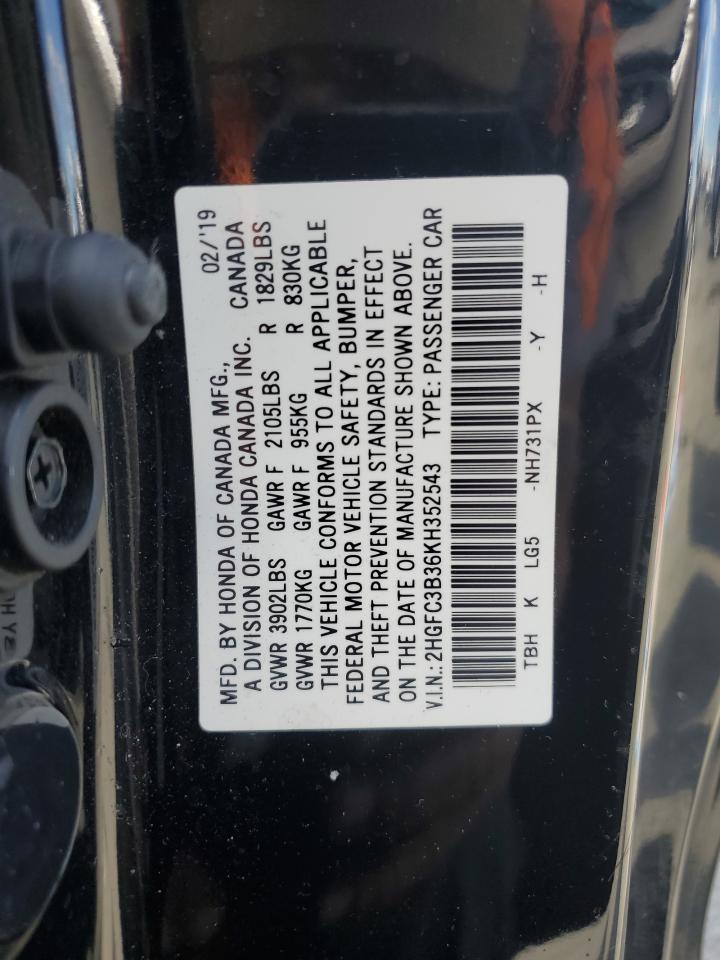 MFD. BY HONDA OF CANADA MFG., 02/'19
A DIVISION OF HONDA CANADA INC. CANADA
GVWR 3902LBS GAWR F 2105LBS R 1829LBS
GVWR 1770KG GAWR F 955KG R 830KG
THIS VEHICLE CONFORMS TO ALL APPLICABLE
FEDERAL MOTOR VEHICLE SAFETY, BUMPER,
AND THEFT PREVENTION STANDARDS IN EFFECT
ON THE DATE OF MANUFACTURE SHOWN ABOVE.
V.I.N.: 2HGFC3B36KH352543 TYPE: PASSENGER CAR
TBH K LG5 -NH731PX -Y -H